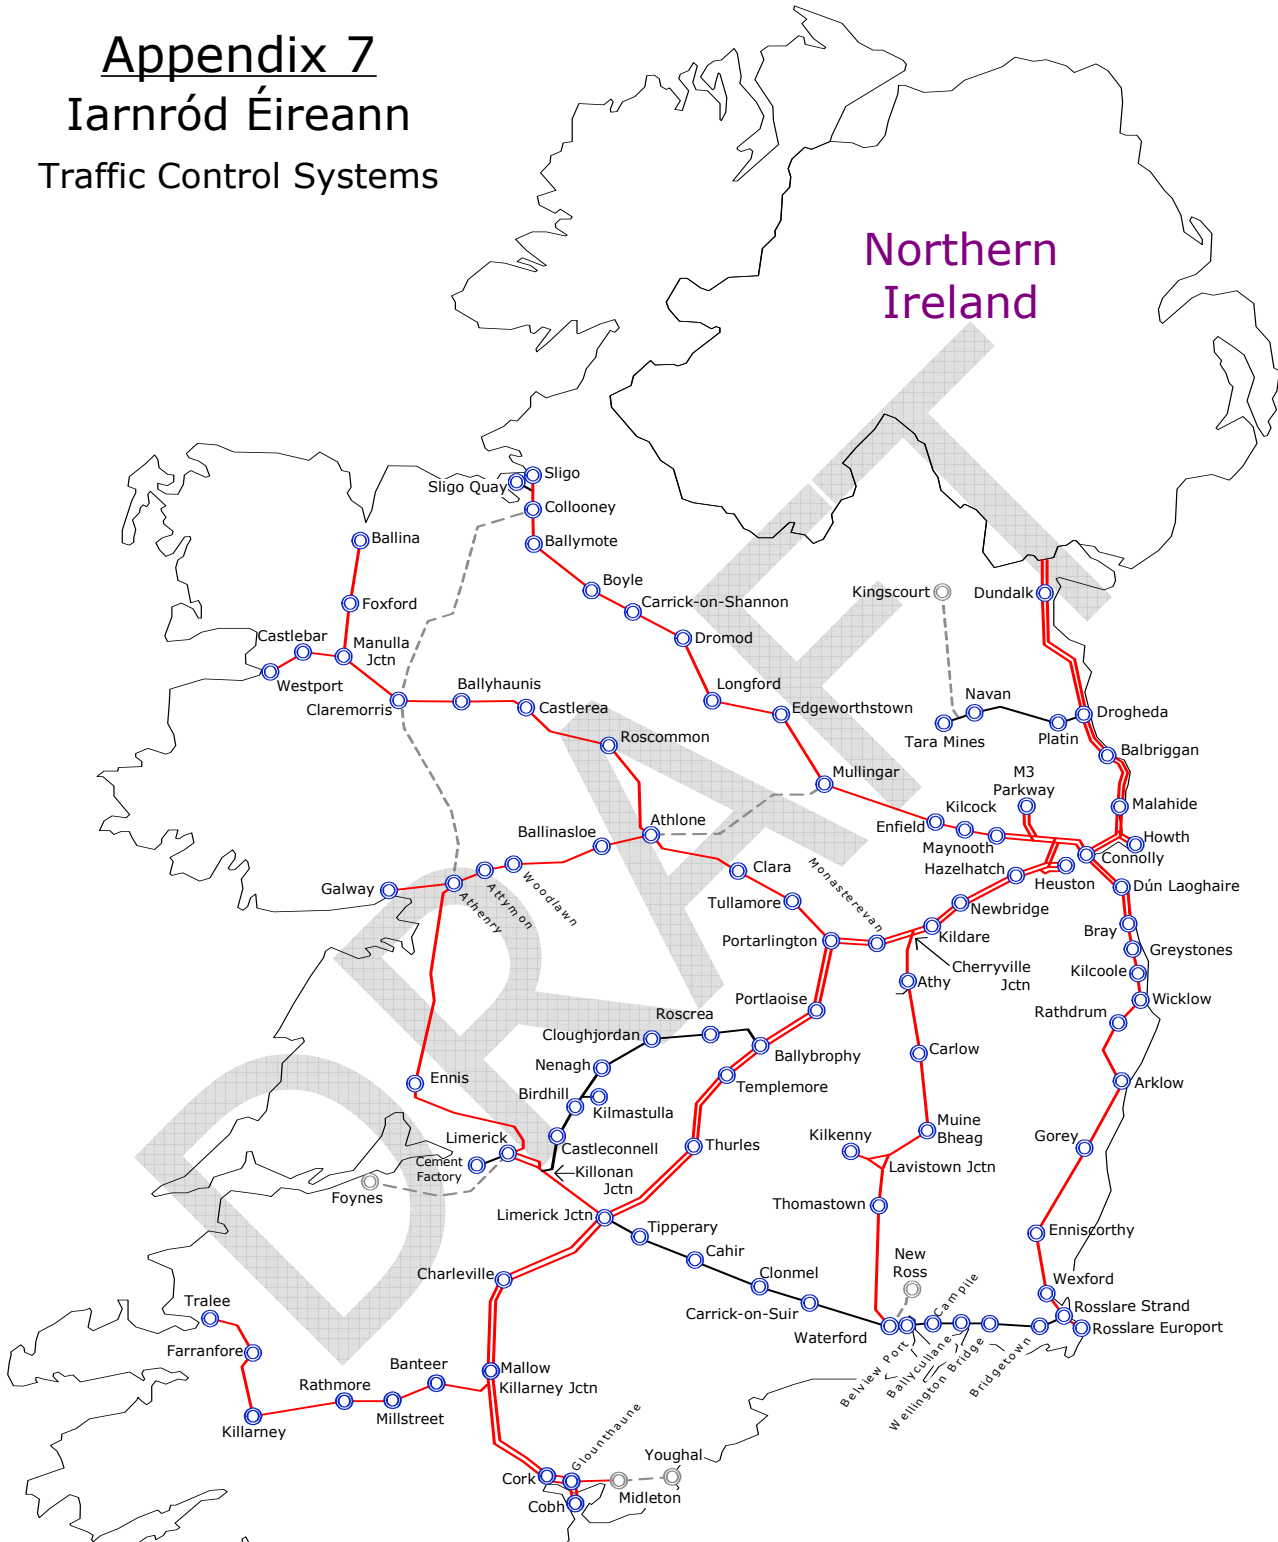 Appendix 7
Iarnród Éireann
Traffic Control Systems
Northern
Ireland
DRAFT
Sligo
Sligo Quay
Collooney
Ballymote
Ballina
Boyle
Kingscourt
Dundalk
Foxford
Carrick-on-Shannon
Castlebar
Manulla
Jctn
Dromod
Westport
Ballyhaunis
Longford
Navan
Claremorris
Castlerea
Edgeworthstown
Drogheda
Tara Mines
Platin
Roscommon
Balbriggan
Mullingar
M3
Parkway
Malahide
Kilcock
Athlone
Enfield
Ballinasloe
Maynooth
Howth
Connolly
Hazelhatch
Clara
Monasterevan
Heuston
Galway
Woodlawn
Attymon
Athenry
Dún Laoghaire
Tullamore
Newbridge
Bray
Portarlington
Kildare
Greystones
Cherryville
Jctn
Kilcoole
Athy
Portlaoise
Wicklow
Roscrea
Rathdrum
Cloughjordan
Ballybrophy
Carlow
Nenagh
Ennis
Templemore
Arklow
Birdhill
Kilmastulla
Muine
Bheag
Limerick
Castleconnell
Thurles
Kilkenny
Gorey
Cement
Factory
Killonan
Jctn
Lavistown Jctn
Foynes
Limerick Jctn
Thomastown
Tipperary
Enniscorthy
Cahir
New
Ross
Charleville
Clonmel
Campile
Wexford
Tralee
Carrick-on-Suir
Rosslare Strand
Waterford
Rosslare Europort
Farranfore
Belview Port
Ballycullane
Wellington Bridge
Bridgetown
Banteer
Mallow
Rathmore
Killarney Jctn
Millstreet
Killarney
Glounthaune
Youghal
Cork
Midleton
Cobh